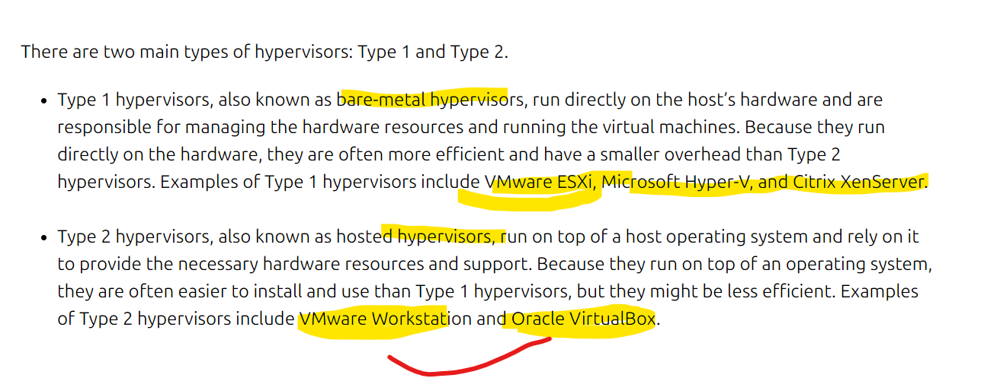 There are two main types of hypervisors: Type 1 and Type 2.
• Type 1 hypervisors, also known as bare-metal hypervisors, run directly on the host’s hardware and are
responsible for managing the hardware resources and running the virtual machines. Because they run
directly on the hardware, they are often more efficient and have a smaller overhead than Type 2
hypervisors. Examples of Type 1 hypervisors include VMware ESXi, Microsoft Hyper-V, and Citrix XenServer.
• Type 2 hypervisors, also known as hosted hypervisors, run on top of a host operating system and rely on it
to provide the necessary hardware resources and support. Because they run on top of an operating system,
they are often easier to install and use than Type 1 hypervisors, but they might be less efficient. Examples
of Type 2 hypervisors include VMware Workstation and Oracle VirtualBox.